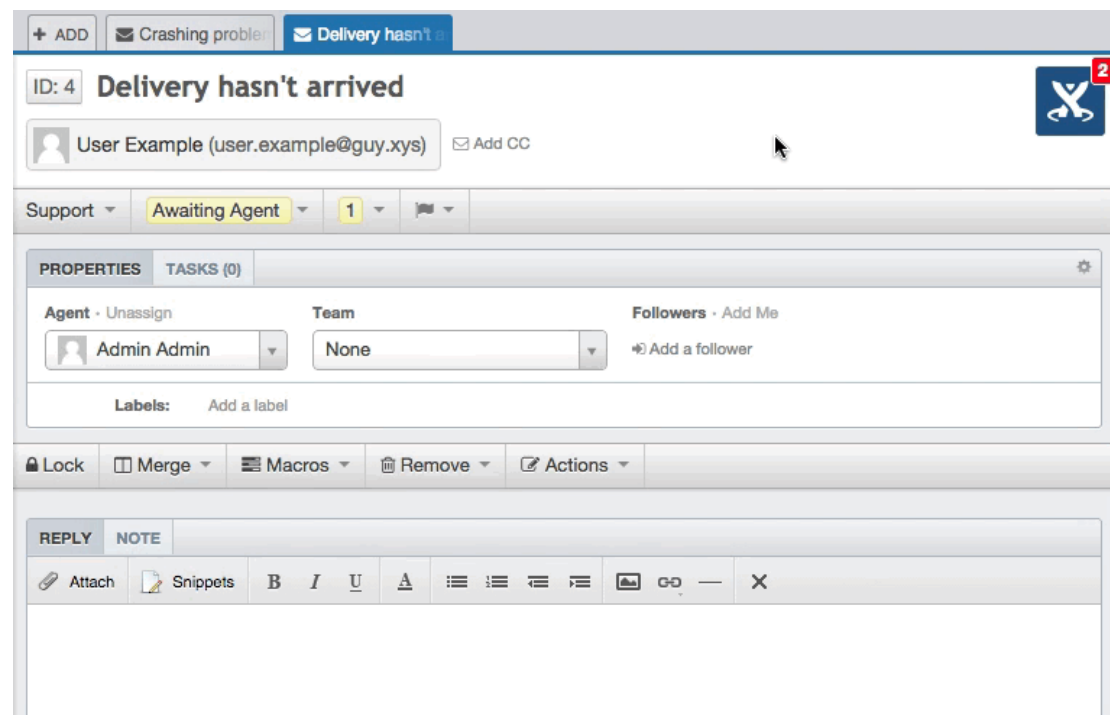 + ADD Crashing problem Delivery hasn't a
ID: 4 Delivery hasn't arrived
2
User Example (user.example@guy.xys) Add CC
Support Awaiting Agent 1
PROPERTIES TASKS (0)
Agent · Unassign Team Followers · Add Me
Admin Admin None Add a follower
Labels: Add a label
Lock Merge Macros Remove Actions
REPLY NOTE
Attach Snippets B I U A